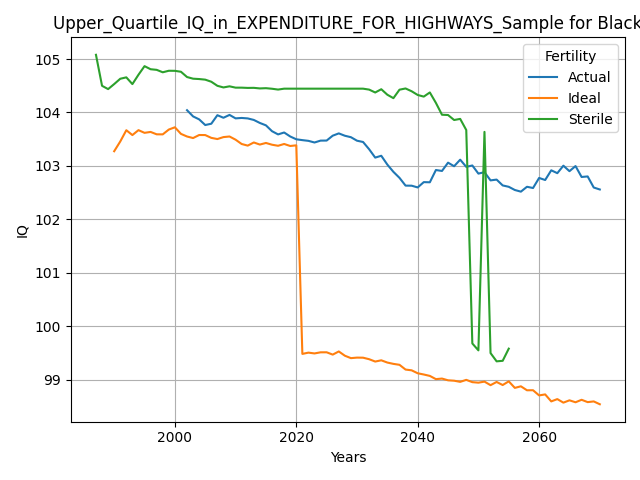 Upper_Quartile_IQ_in_EXPENDITURE_FOR_HIGHWAYS_Sample for Black
Fertility
Actual
Ideal
Sterile
IQ
105
104
103
102
101
100
99
2000 2020 2040 2060
Years